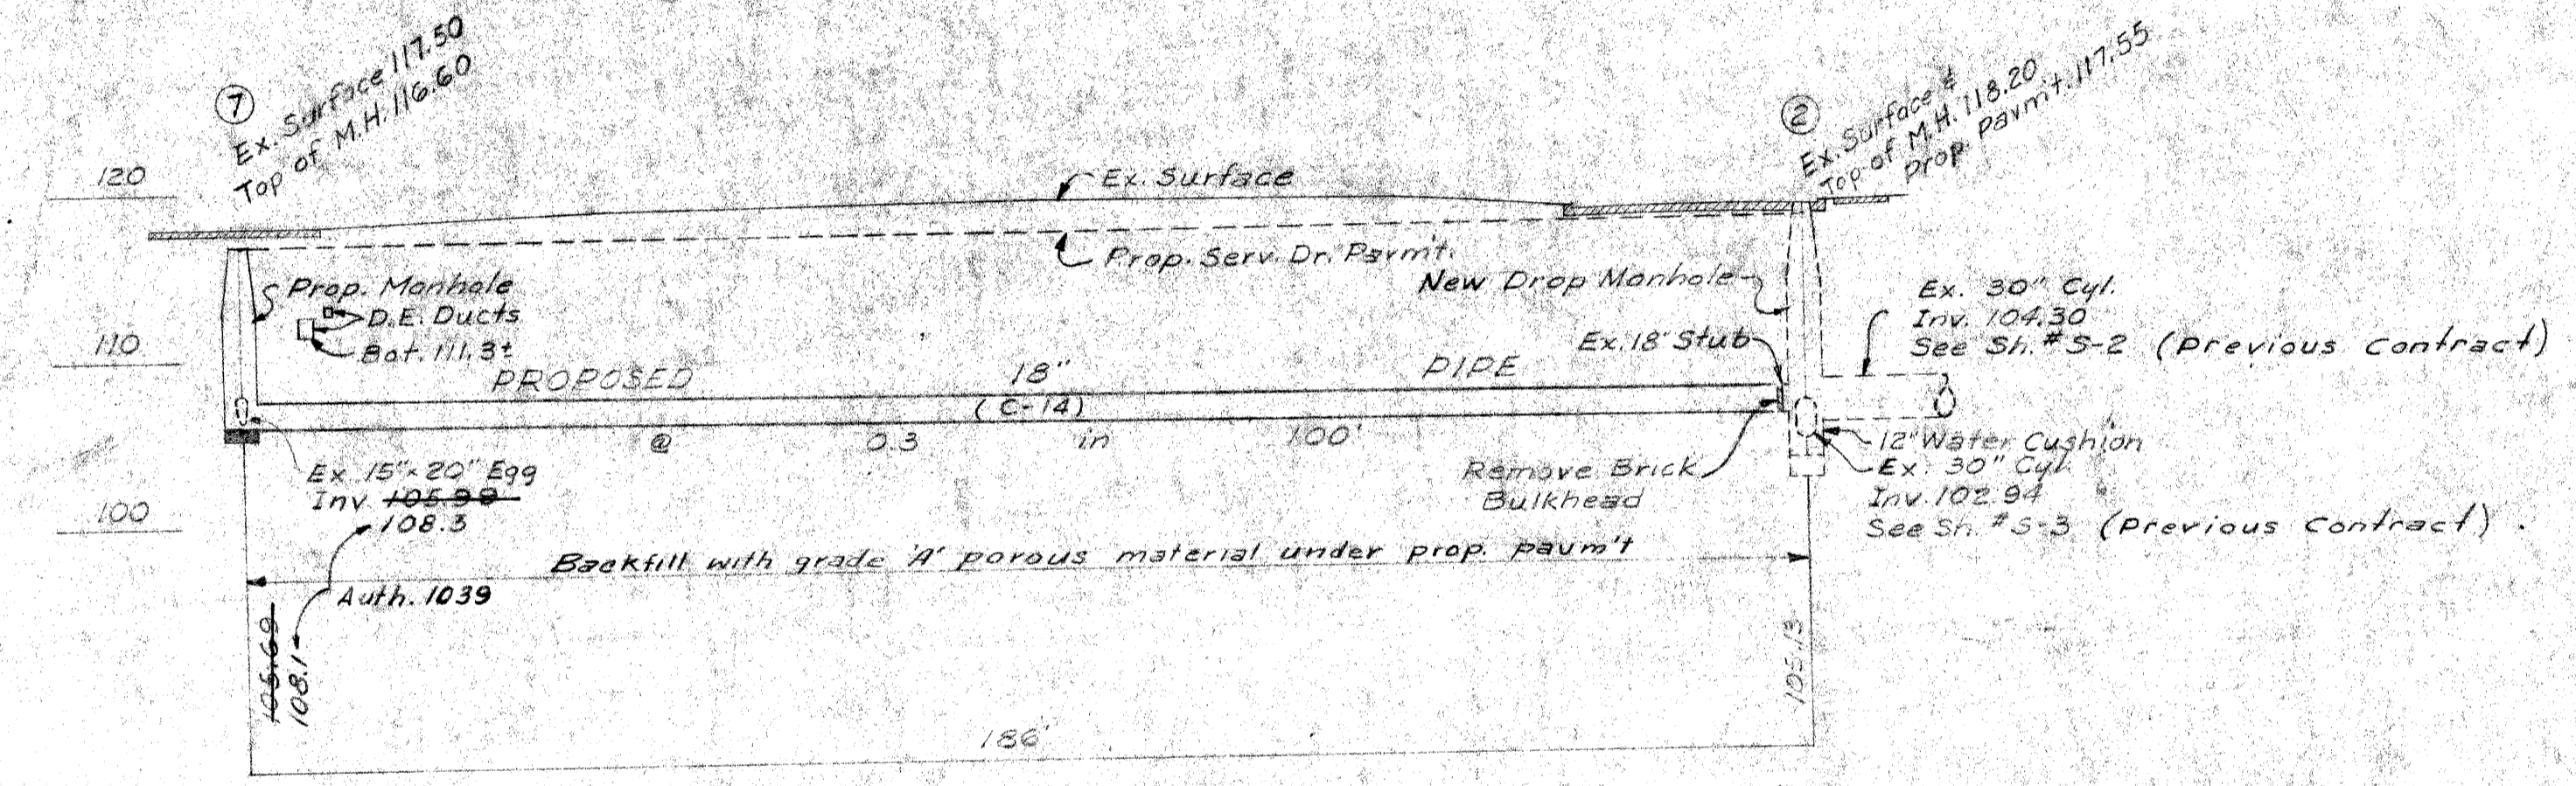 7
Ex. Surface 117.50
Top of M.H. 116.60
2
Ex. Surface &
Top of M.H. 118.20
prop. pavm't. 117.55
120
Ex. Surface
Prop. Serv. Dr. Pavm't.
Prop. Manhole
D.E. Ducts
Bot. 111.3±
New Drop Manhole
Ex. 30" Cyl.
Inv. 104.30
See Sh. #S-2 (Previous Contract)
110
Ex. 18" Stub
PROPOSED 18" PIPE
(C-14)
@ 0.3 in 100'
Ex. 15"x 20" Egg
Inv. 105.99
108.3
Remove Brick
Bulkhead
12" Water Cushion
Ex. 30" Cyl.
Inv. 102.94
See Sh. #S-3 (Previous Contract).
100
Backfill with grade 'A' porous material under prop. pavm't
Auth. 1039
105.69
108.1
105.13
186'